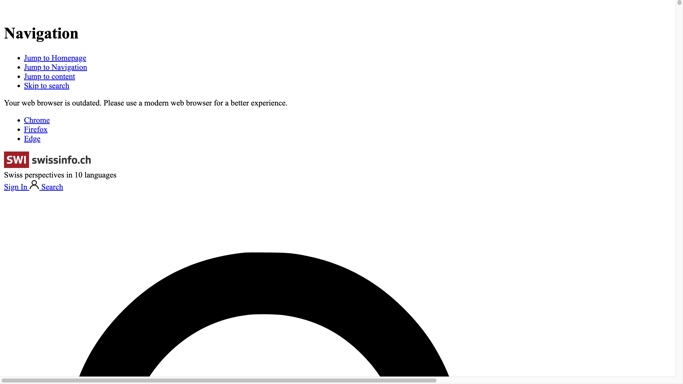 Navigation
Jump to Homepage
Jump to Navigation
Jump to content
Skip to search
Your web browser is outdated. Please use a modern web browser for a better experience.
Chrome
Firefox
Edge
SWI swissinfo.ch
Swiss perspectives in 10 languages
Sign In Search